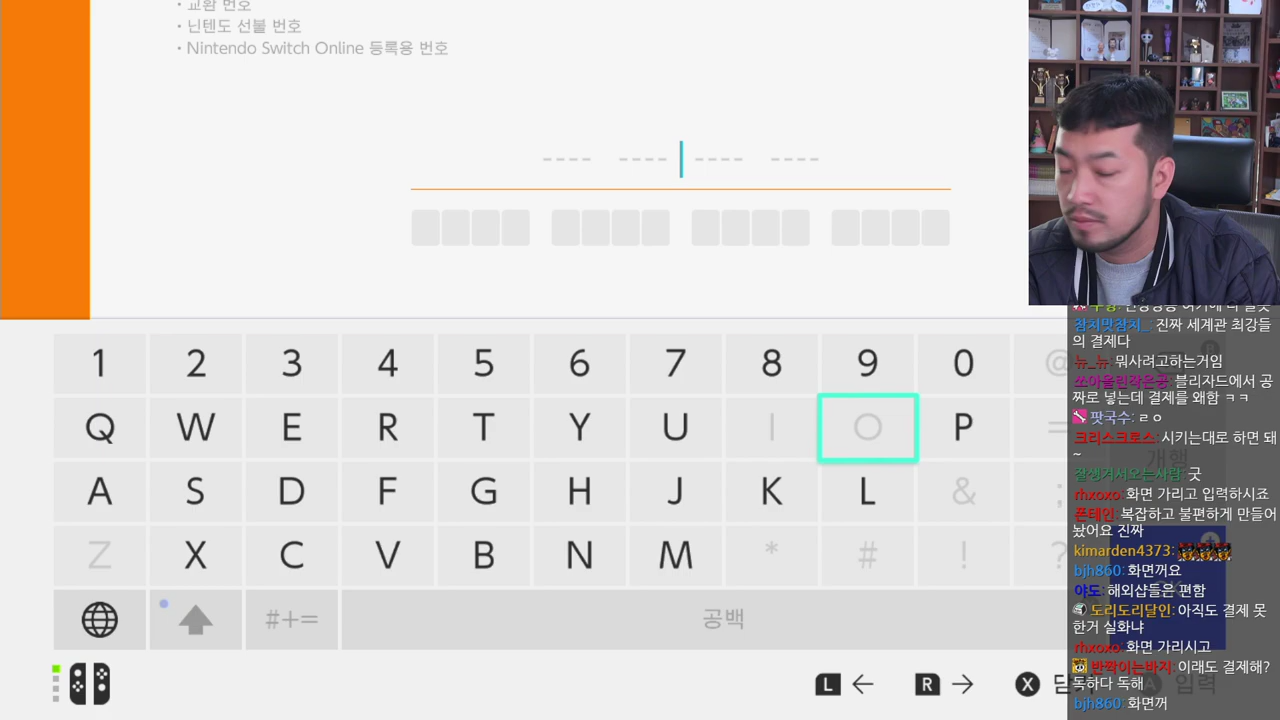 · 교환 번호
· 닌텐도 선불 번호
· Nintendo Switch Online 등록용 번호
---- ---- ---- ----
1 2 3 4 5 6 7 8 9 0 @
Q W E R T Y U I O P =
A S D F G H J K L & ;
Z X C V B N M * # ! ?
#+= 공백
L ← R → X 입력
참치맛참치_: 진짜 세계관 최강들
의 결제다
뉴_뉴: 뭐사려고하는거임
쏘아올린작은공: 블리자드에서 공
짜로 넣는데 결제를 왜함 ㅋㅋ
팟국수: ㄹㅇ
크리스크로스: 시키는대로 하면 돼
~
잘생겨서오는사람: 굿
rhxoxo: 화면 가리고 입력하시죠
폰테인: 복잡하고 불편하게 만들어
놨어요 진짜
kimarden4373:
bjh860: 화면꺼요
야도: 해외샵들은 편함
도리도리달인: 아직도 결제 못
한거 실화냐
rhxoxo: 화면 가리시고
반짝이는바지: 이래도 결제해?
독하다 독해
bjh860: 화면꺼